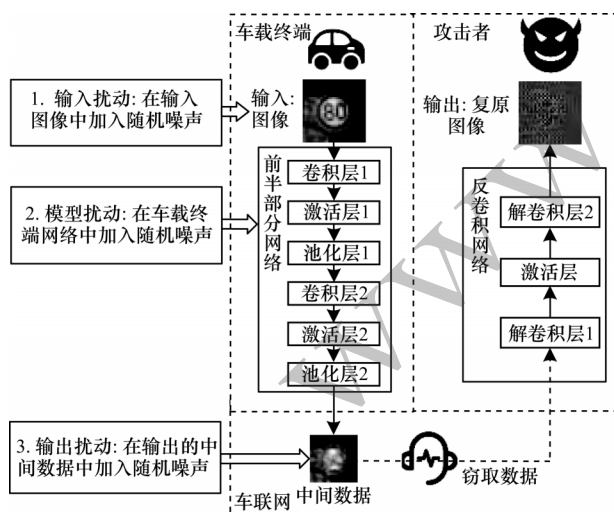 车载终端
攻击者
1. 输入扰动: 在输入
图像中加入随机噪声
输入:
图像
80
输出: 复原
图像
2. 模型扰动: 在车载终
端网络中加入随机噪声
前半部分网络
卷积层1
激活层1
池化层1
卷积层2
激活层2
池化层2
反卷积网络
解卷积层2
激活层
解卷积层1
3. 输出扰动: 在输出的中
间数据中加入随机噪声
车联网
中间数据
窃取数据
WWW